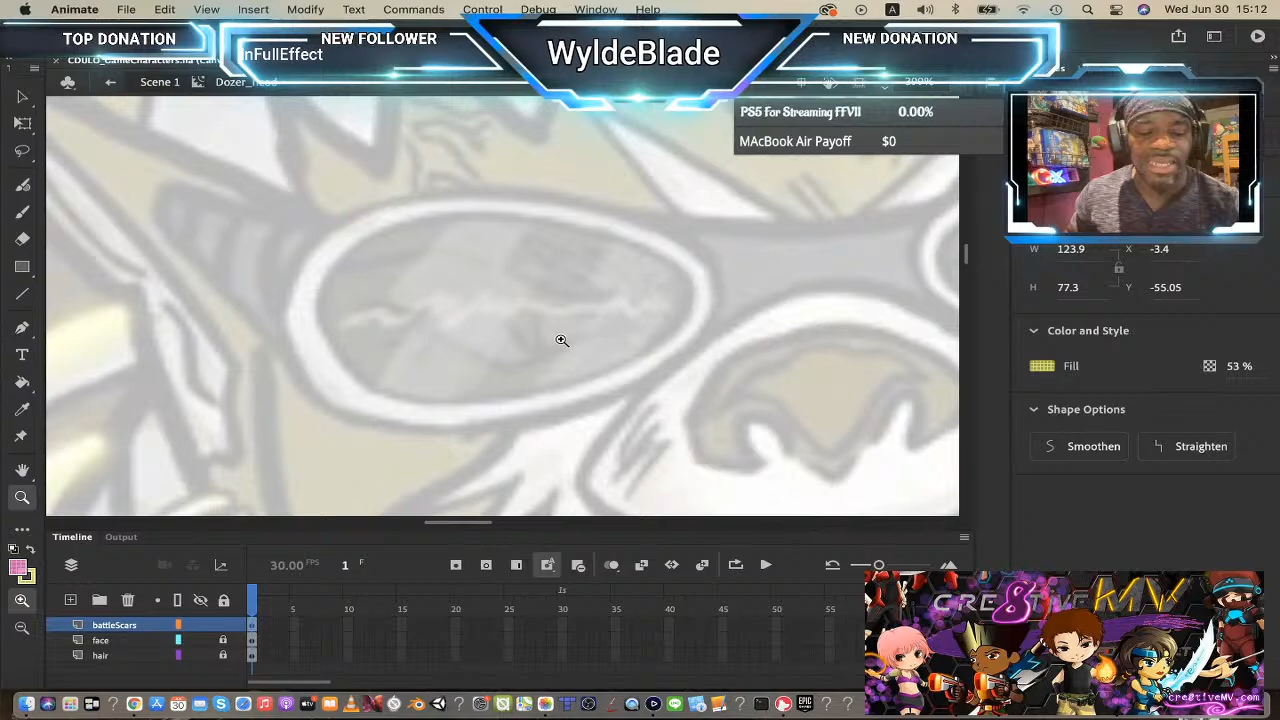 Animate File Edit View Insert Modify Text Commands Control Debug Window Help
A
Wed Jun 30 15:12
TOP DONATION
NEW FOLLOWER
InFullEffect
WyldeBlade
NEW DONATION
Scene 1 Dozer_head
PS5 For Streaming FFVII 0.00%
MAcBook Air Payoff $0
W 123.9 X -3.4
H 77.3 Y -55.05
Color and Style
Fill 53 %
Shape Options
Smoothen Straighten
Timeline Output
30.00 FPS 1 F
1s
5 10 15 20 25 30 35 40 45 50 55
battleScars
face
hair
CRE8TIVEMV
cre8tiveMV.com